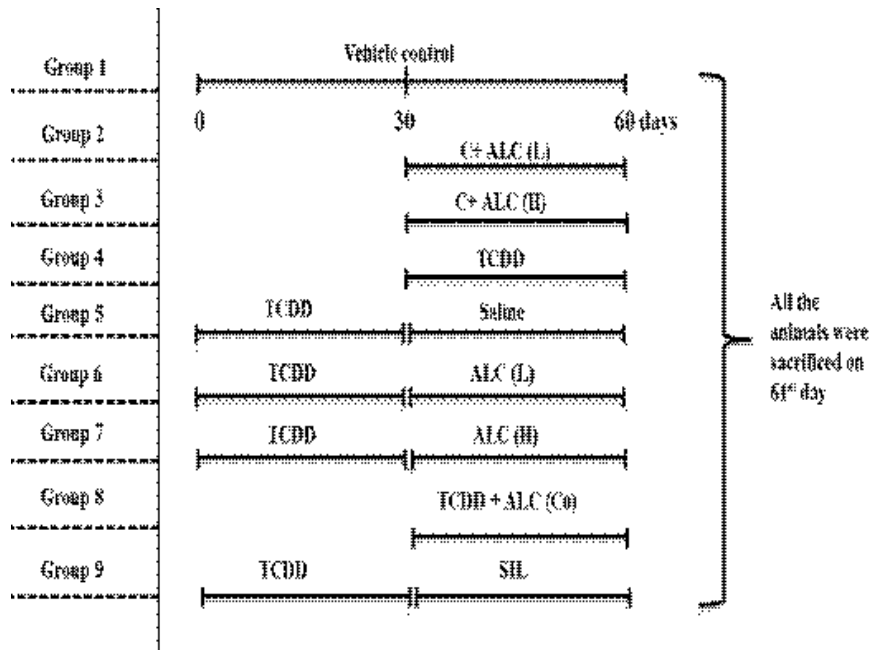 Vehicle control
Group 1
0 30 60 days
Group 2
C+ ALC (L)
Group 3
C+ ALC (H)
Group 4
TCDD
Group 5
TCDD Saline
Group 6
TCDD ALC (L)
Group 7
TCDD ALC (H)
Group 8
TCDD + ALC (Co)
Group 9
TCDD SIL
All the
animals were
sacrificed on
61st day